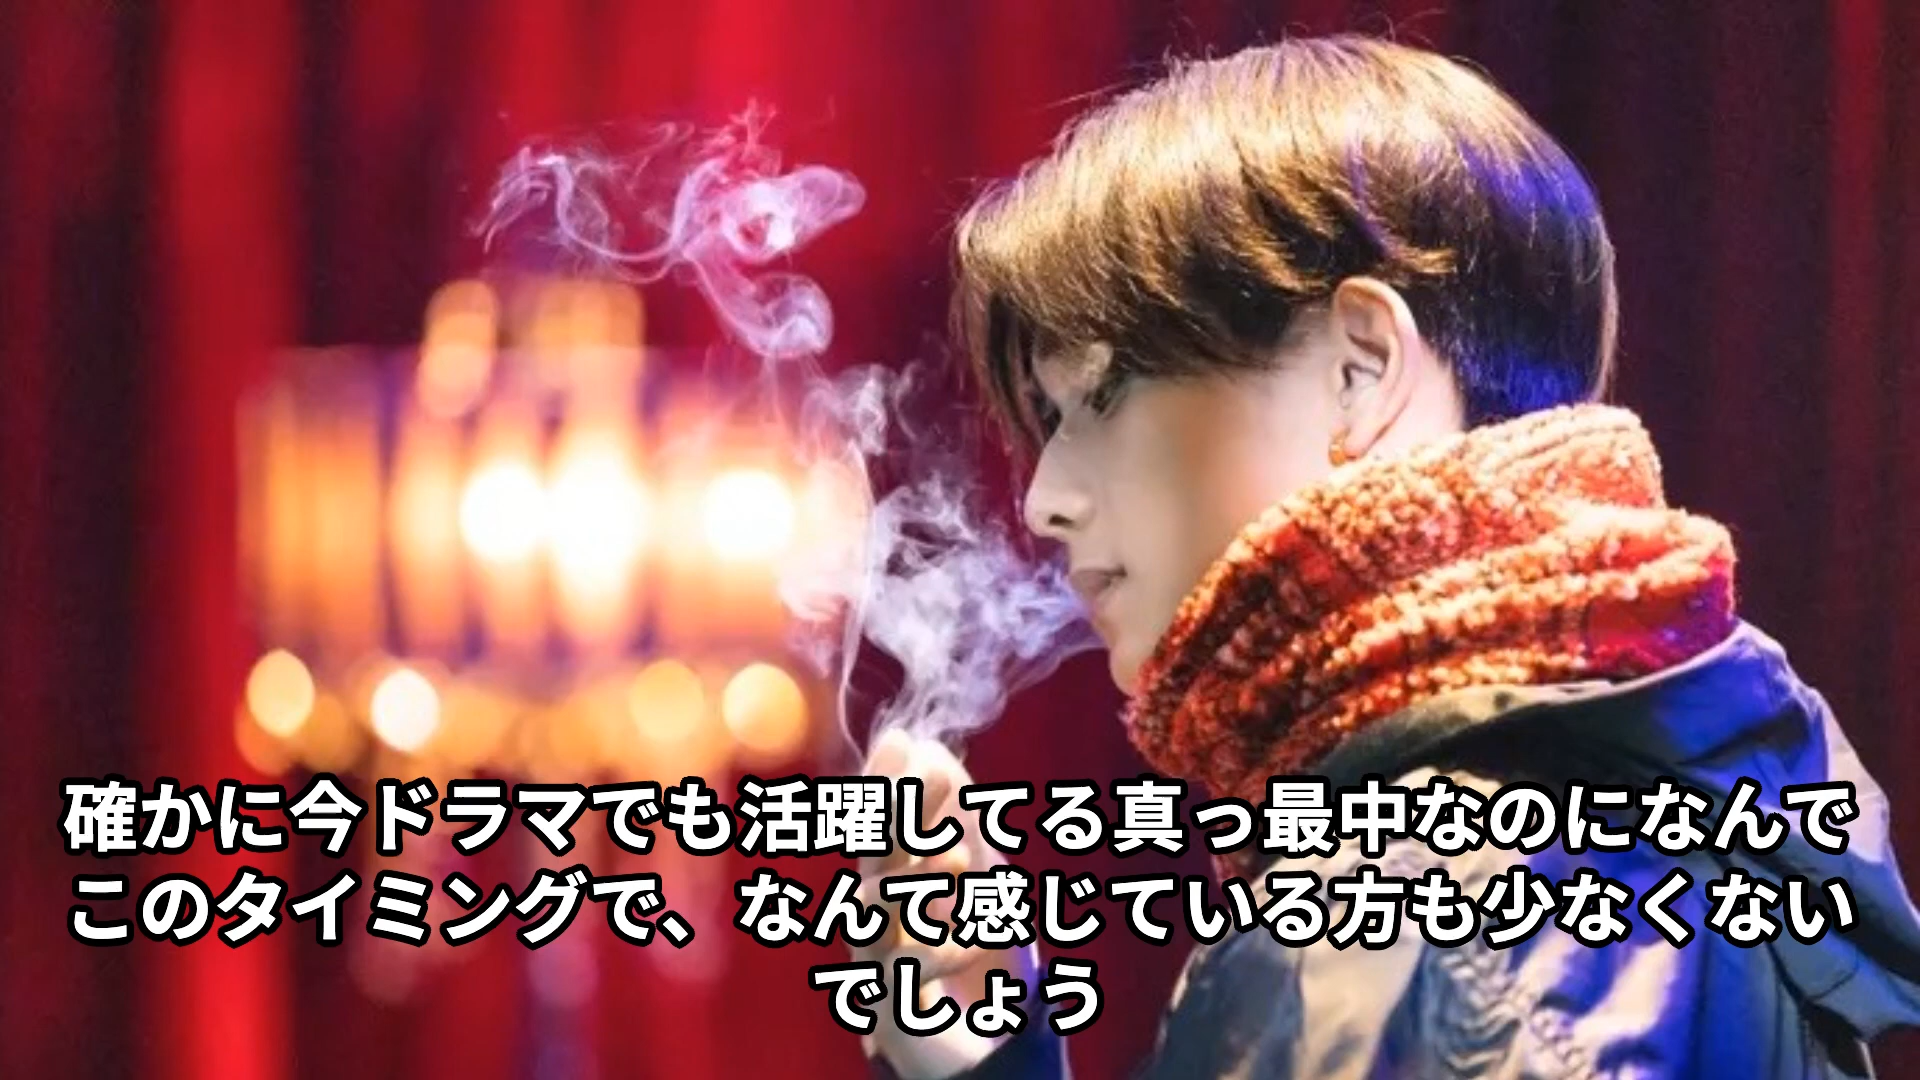 確かに今ドラマでも活躍してる真っ最中なのになんで
このタイミングで、なんて感じている方も少なくない
でしょう